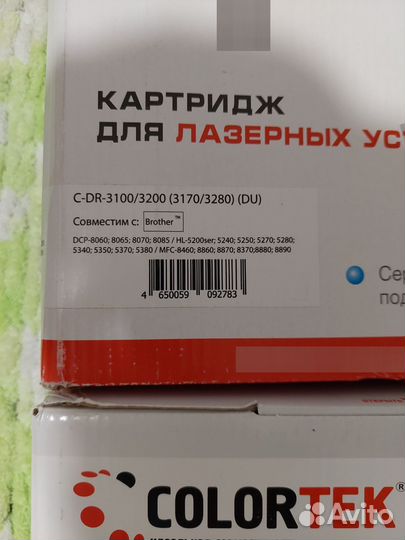 КАРТРИДЖ
ДЛЯ ЛАЗЕРНЫХ УСТ
C-DR-3100/3200 (3170/3280) (DU)
Совместим с: Brother™
DCP-8060; 8065; 8070; 8085 / HL-5200ser; 5240; 5250; 5270; 5280;
5340; 5350; 5370; 5380 / MFC-8460; 8860; 8870; 8370;8880; 8890
4 650059 092783
Сер
под
COLORTEK®
Avito